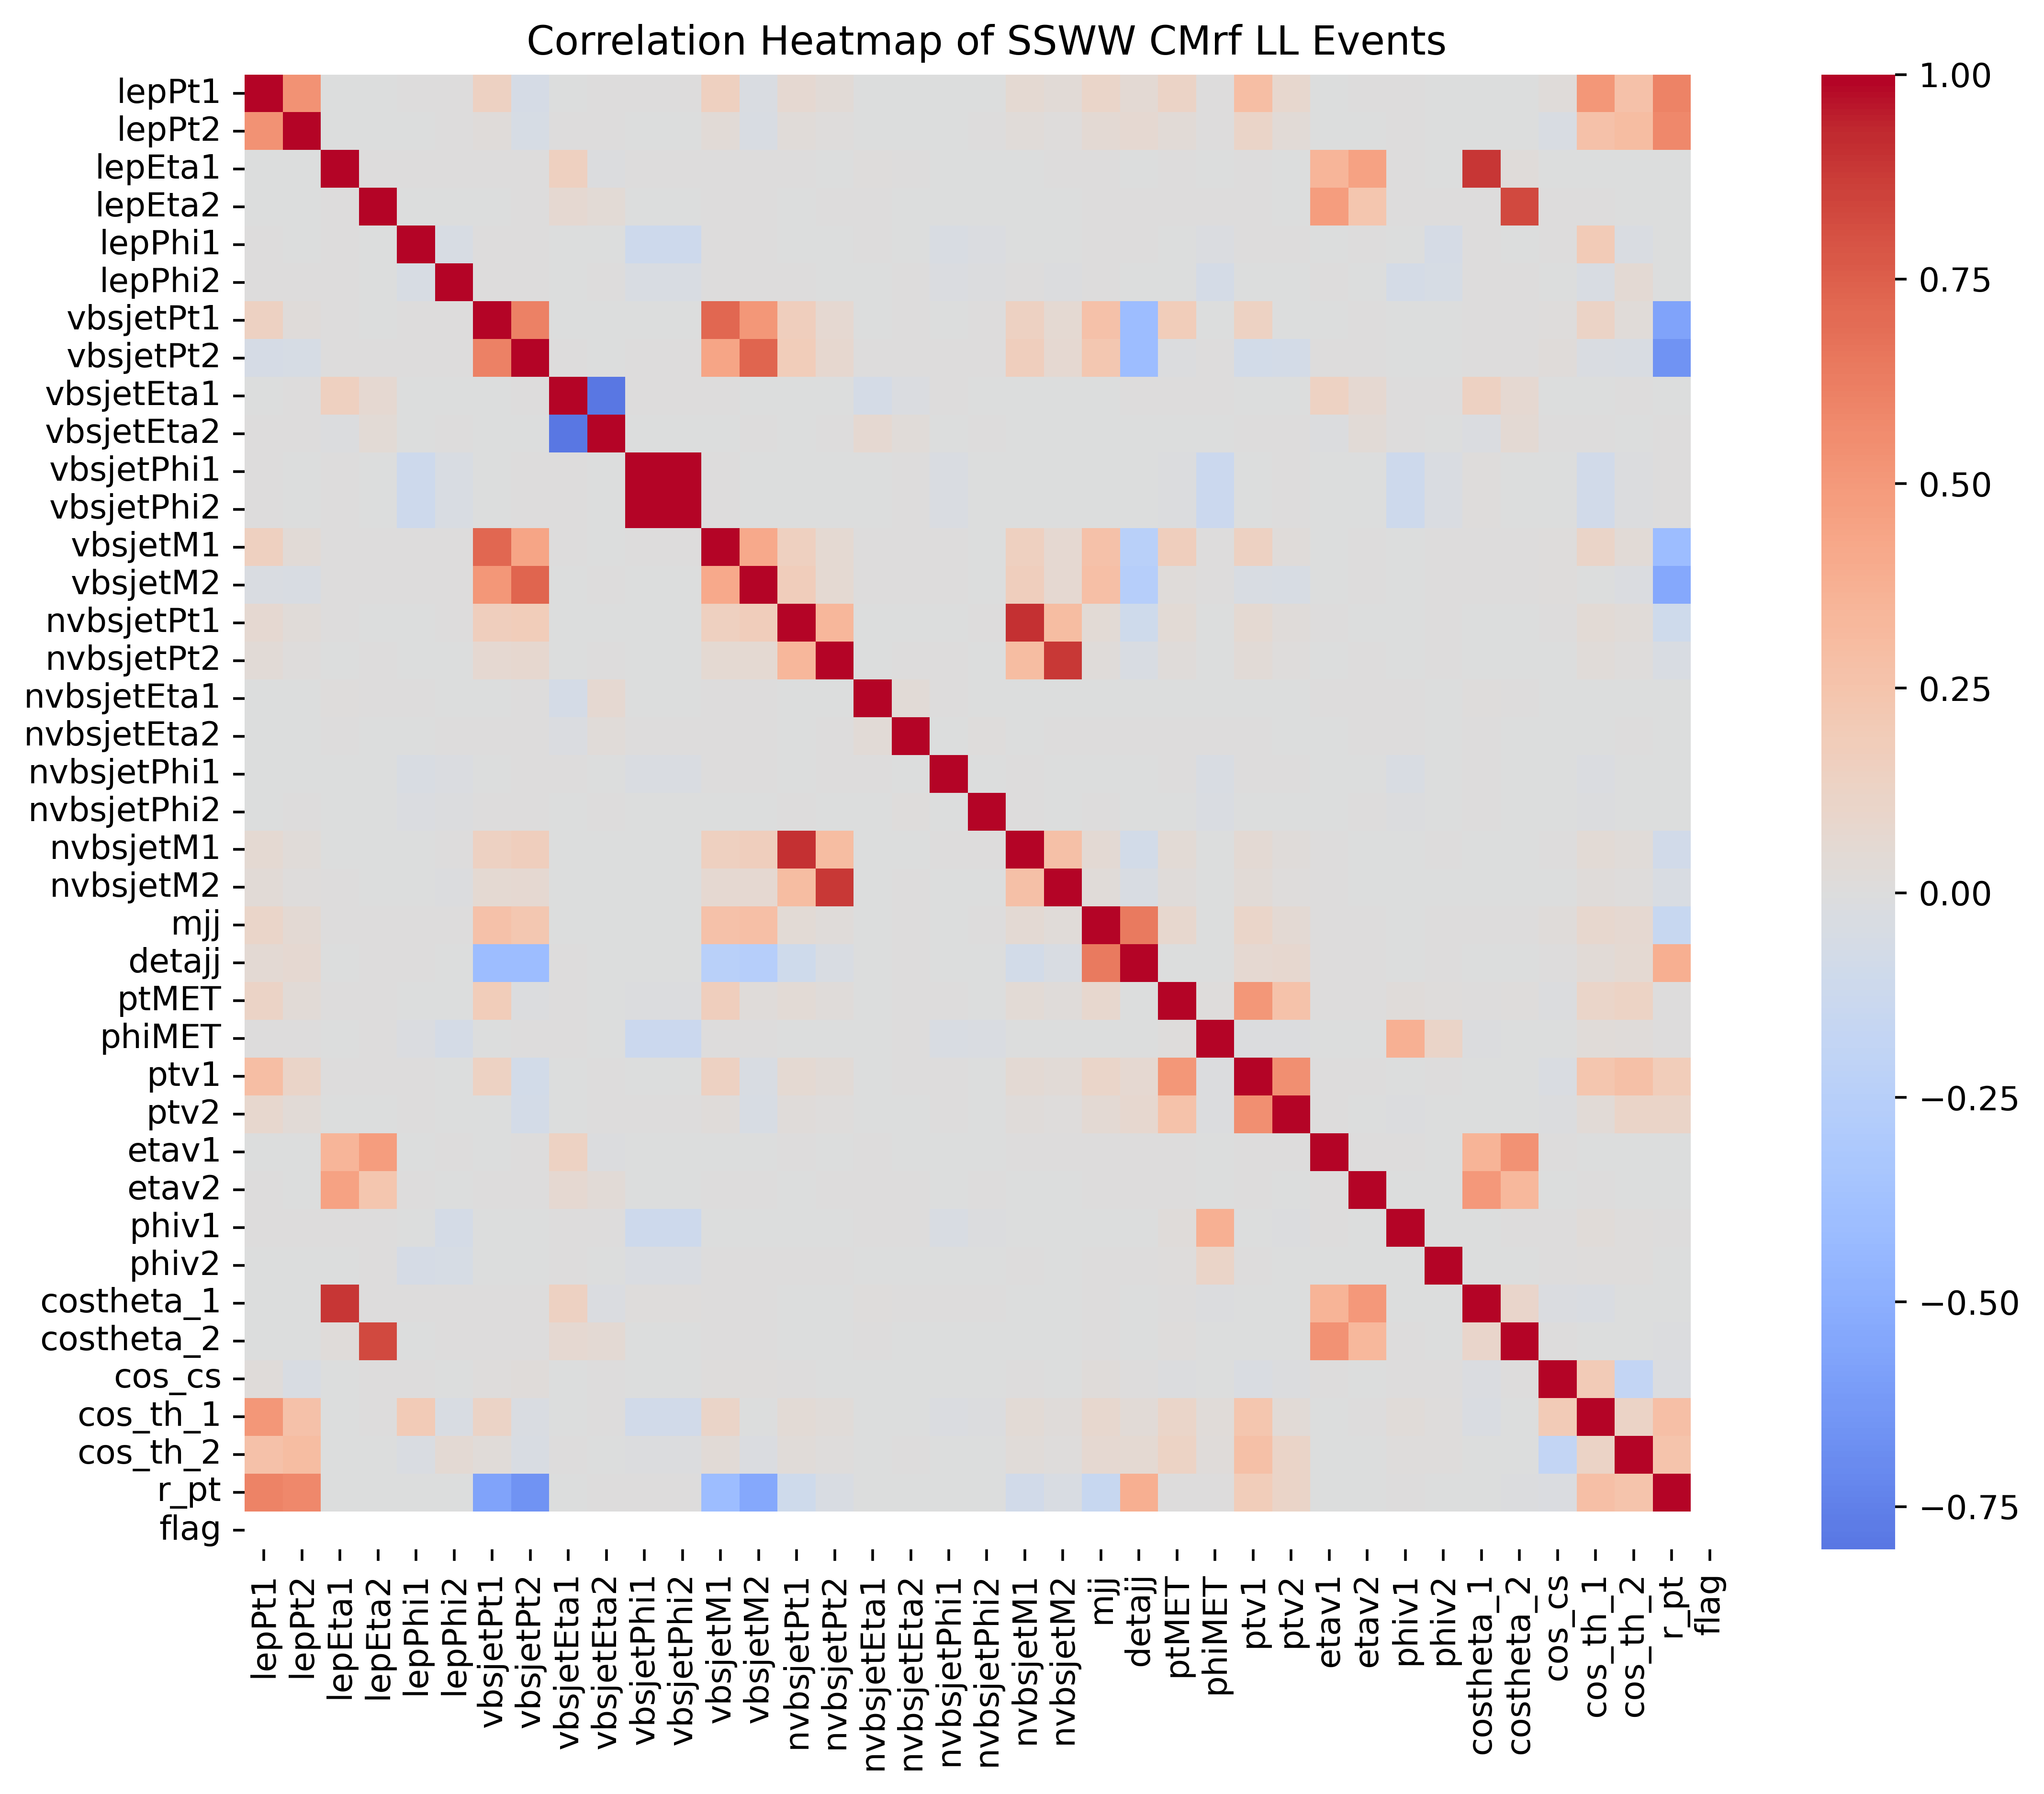 Correlation Heatmap of SSWW CMrf LL Events
lepPt1
lepPt2
lepEta1
lepEta2
lepPhi1
lepPhi2
vbsjetPt1
vbsjetPt2
vbsjetEta1
vbsjetEta2
vbsjetPhi1
vbsjetPhi2
vbsjetM1
vbsjetM2
nvbsjetPt1
nvbsjetPt2
nvbsjetEta1
nvbsjetEta2
nvbsjetPhi1
nvbsjetPhi2
nvbsjetM1
nvbsjetM2
mjj
detajj
ptMET
phiMET
ptv1
ptv2
etav1
etav2
phiv1
phiv2
costheta_1
costheta_2
cos_cs
cos_th_1
cos_th_2
r_pt
flag
lepPt1
lepPt2
lepEta1
lepEta2
lepPhi1
lepPhi2
vbsjetPt1
vbsjetPt2
vbsjetEta1
vbsjetEta2
vbsjetPhi1
vbsjetPhi2
vbsjetM1
vbsjetM2
nvbsjetPt1
nvbsjetPt2
nvbsjetEta1
nvbsjetEta2
nvbsjetPhi1
nvbsjetPhi2
nvbsjetM1
nvbsjetM2
mjj
detajj
ptMET
phiMET
ptv1
ptv2
etav1
etav2
phiv1
phiv2
costheta_1
costheta_2
cos_cs
cos_th_1
cos_th_2
r_pt
flag
1.00
0.75
0.50
0.25
0.00
−0.25
−0.50
−0.75